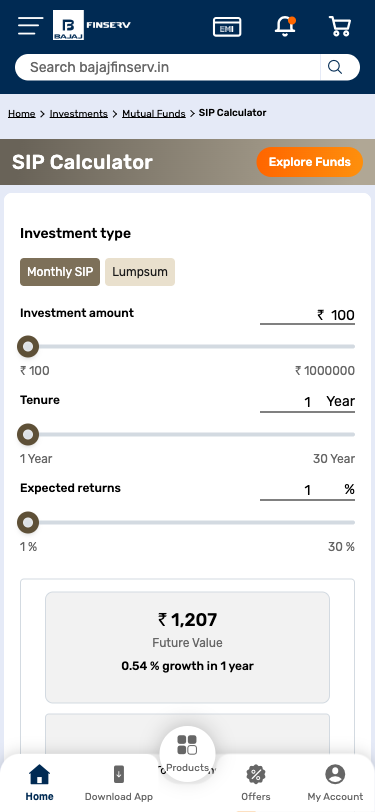 B
BAJAJ
FINSERV
EMI
Search bajajfinserv.in
Home > Investments > Mutual Funds > SIP Calculator
SIP Calculator
Explore Funds
Investment type
Monthly SIP
Lumpsum
Investment amount
₹ 100
₹ 100
₹ 1000000
Tenure
1 Year
1 Year
30 Year
Expected returns
1 %
1 %
30 %
₹ 1,207
Future Value
0.54 % growth in 1 year
Products
Home
Download App
Offers
My Account